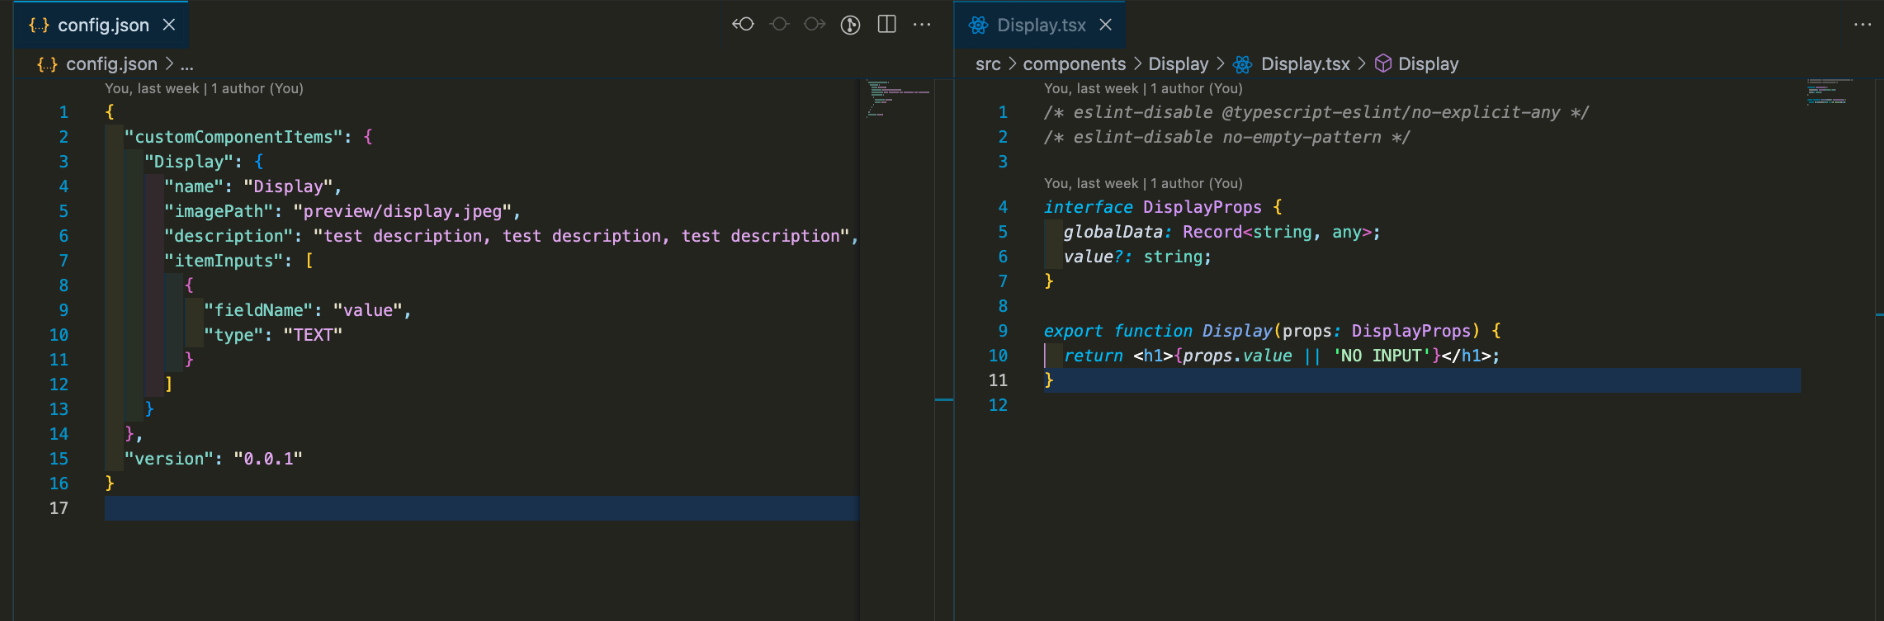 {..} config.json ×
{..} config.json > ...
You, last week | 1 author (You)
1 {
2 "customComponentItems": {
3 "Display": {
4 "name": "Display",
5 "imagePath": "preview/display.jpeg",
6 "description": "test description, test description, test description",
7 "itemInputs": [
8 {
9 "fieldName": "value",
10 "type": "TEXT"
11 }
12 ]
13 }
14 },
15 "version": "0.0.1"
16 }
17
Display.tsx ×
src > components > Display > Display.tsx > Display
You, last week | 1 author (You)
1 /* eslint-disable @typescript-eslint/no-explicit-any */
2 /* eslint-disable no-empty-pattern */
3
You, last week | 1 author (You)
4 interface DisplayProps {
5 globalData: Record<string, any>;
6 value?: string;
7 }
8
9 export function Display(props: DisplayProps) {
10 return <h1>{props.value || 'NO INPUT'}</h1>;
11 }
12